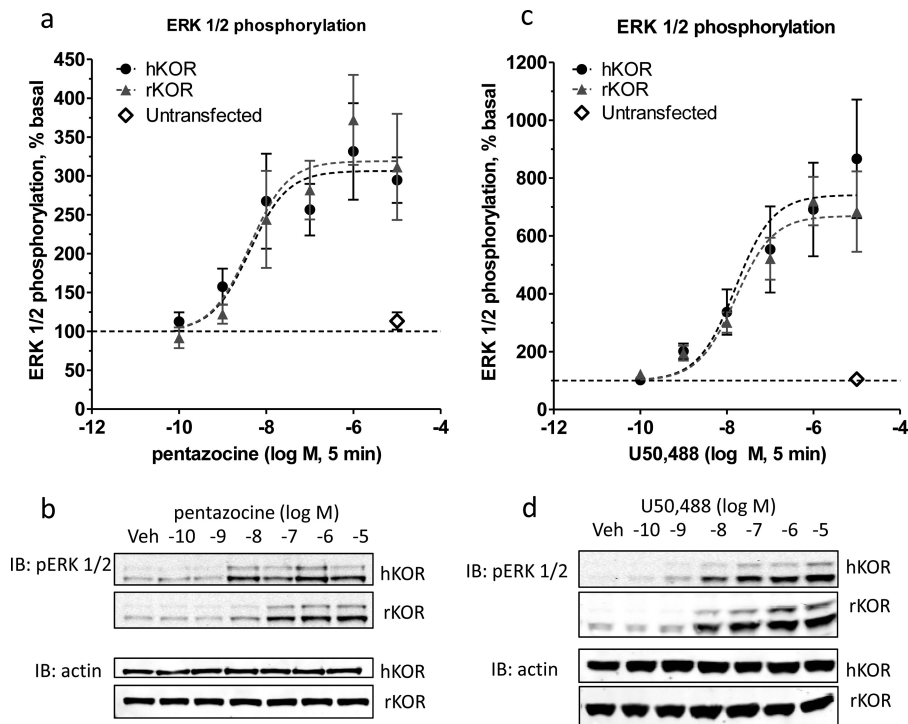 a
ERK 1/2 phosphorylation
ERK 1/2 phosphorylation, % basal
450
400
350
300
250
200
150
100
50
0
hKOR
rKOR
Untransfected
-12 -10 -8 -6 -4
pentazocine (log M, 5 min)
c
ERK 1/2 phosphorylation
ERK 1/2 phosphorylation, % basal
1200
1000
800
600
400
200
0
hKOR
rKOR
Untransfected
-12 -10 -8 -6 -4
U50,488 (log M, 5 min)
b
pentazocine (log M)
Veh -10 -9 -8 -7 -6 -5
IB: pERK 1/2
hKOR
rKOR
IB: actin
hKOR
rKOR
d
U50,488 (log M)
Veh -10 -9 -8 -7 -6 -5
IB: pERK 1/2
hKOR
rKOR
IB: actin
hKOR
rKOR